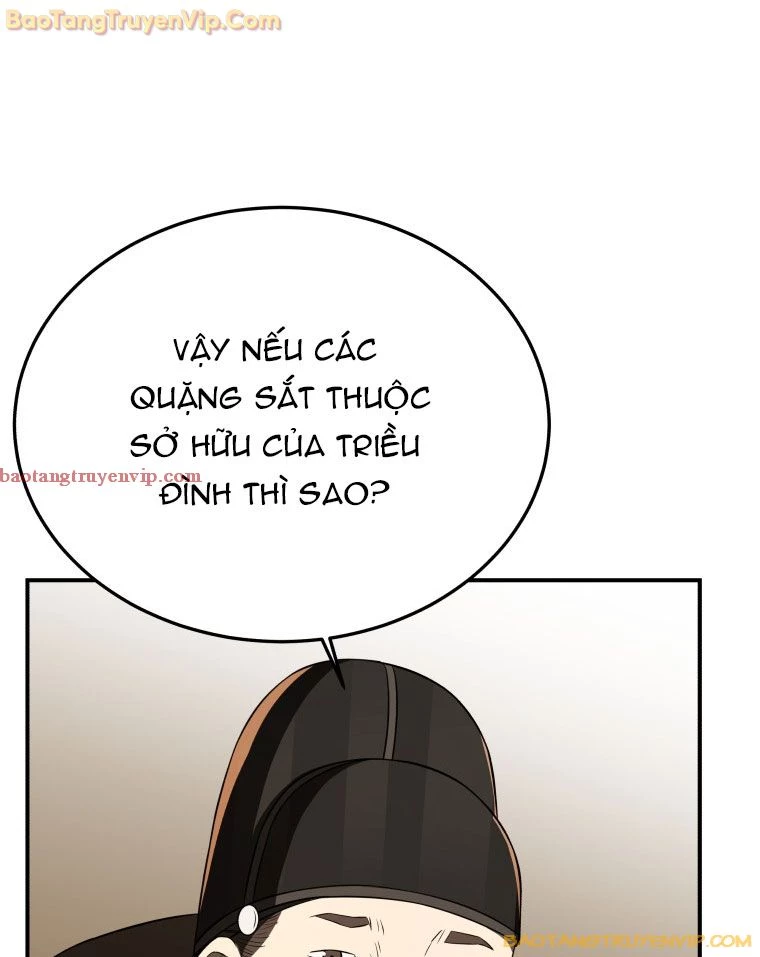 BaoTangTruyenVip.Com
VẬY NẾU CÁC
QUẶNG SẮT THUỘC
SỞ HỮU CỦA TRIỀU
baotangtruyenvip.com
ĐÌNH THÌ SAO?
BAOTANGTRUYENVIP.COM